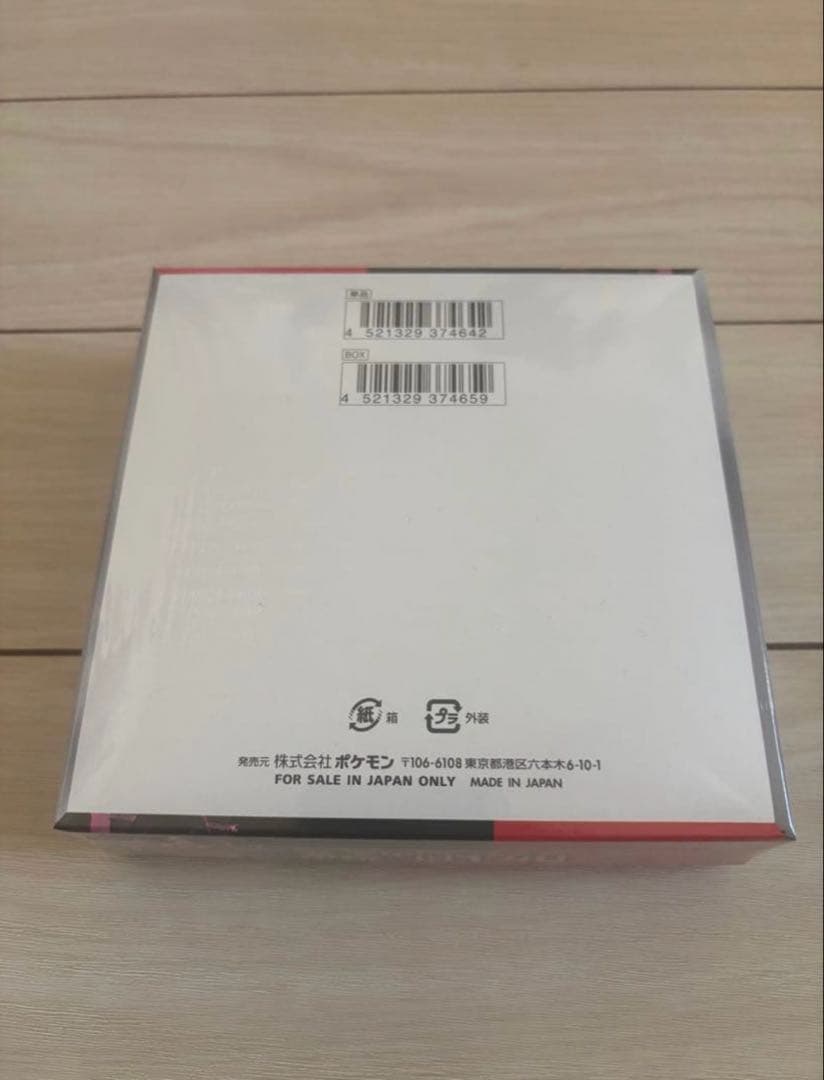 単品
4 521329 374642
BOX
4 521329 374659
紙 箱 プラ 外装
発売元 株式会社ポケモン 〒106-6108 東京都港区六本木6-10-1
FOR SALE IN JAPAN ONLY MADE IN JAPAN